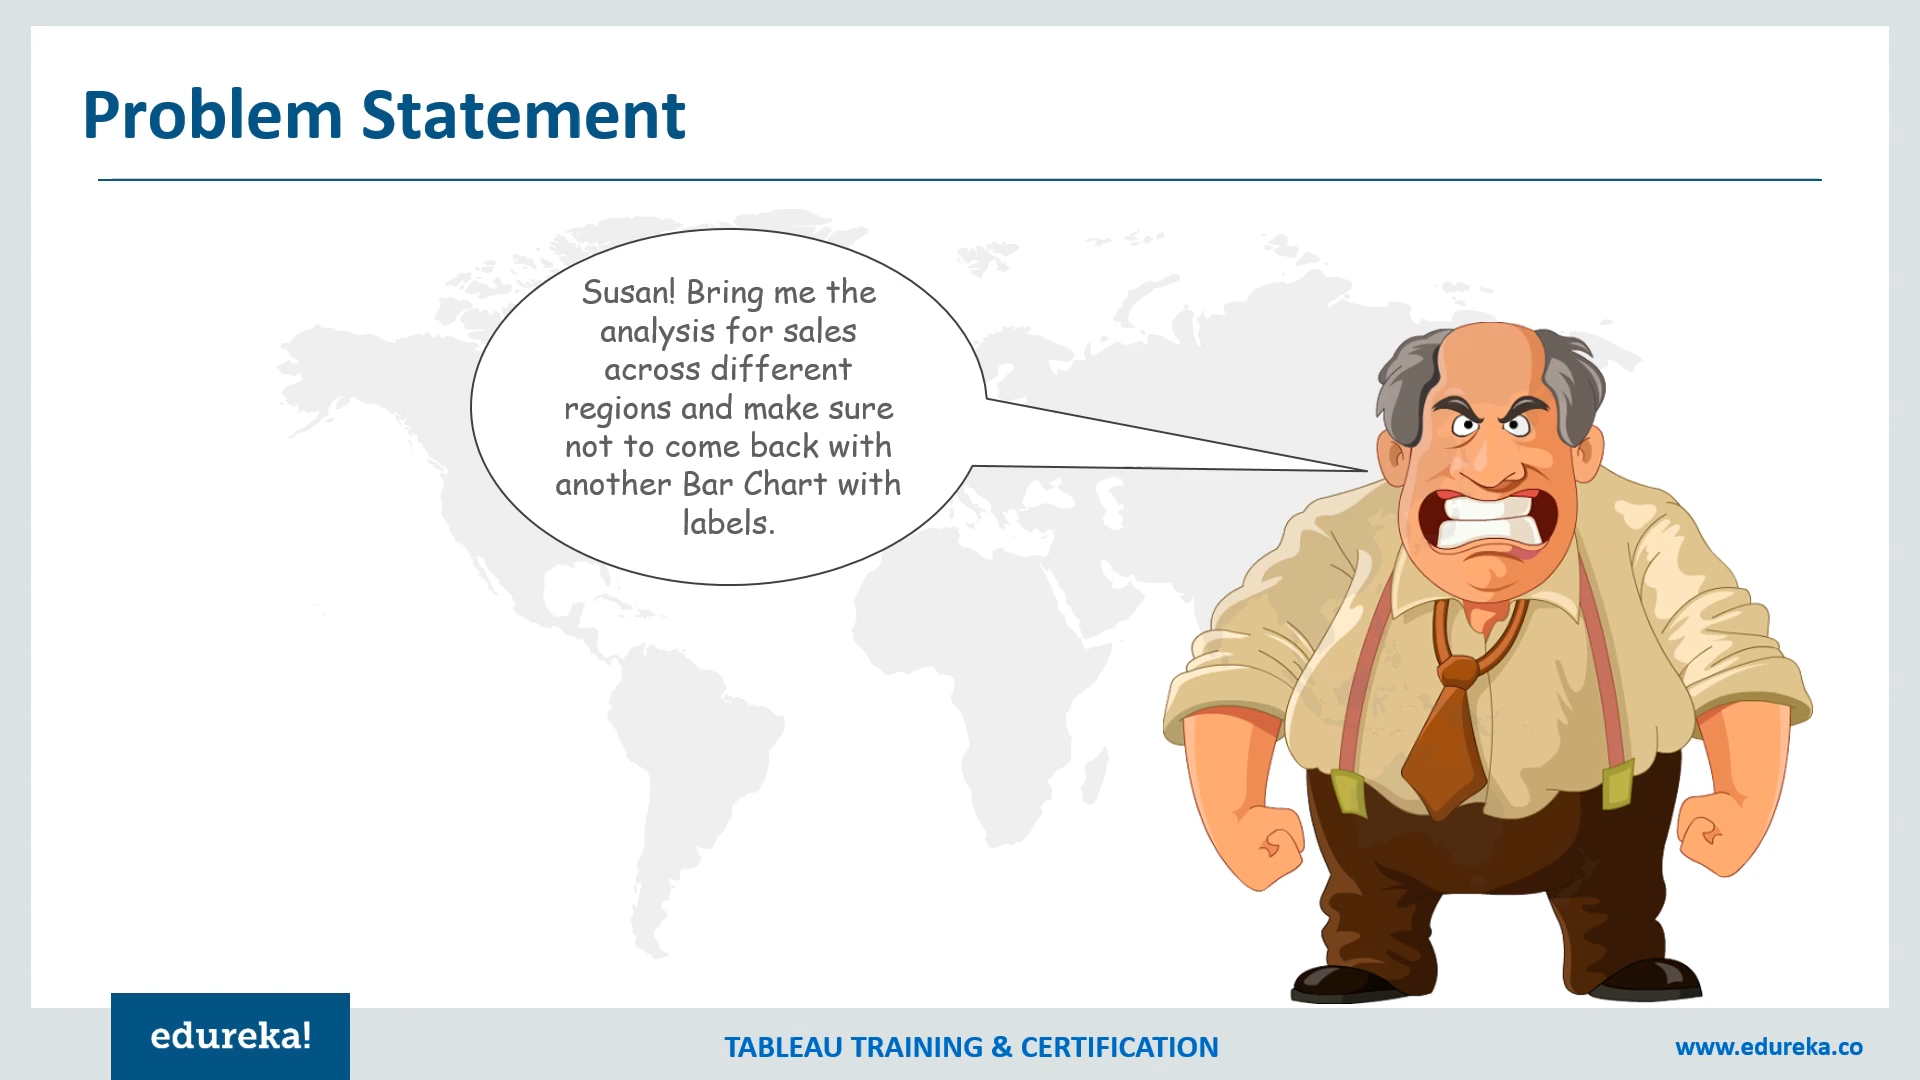 Problem Statement
Susan! Bring me the
analysis for sales
across different
regions and make sure
not to come back with
another Bar Chart with
labels.
edureka!
TABLEAU TRAINING & CERTIFICATION
www.edureka.co